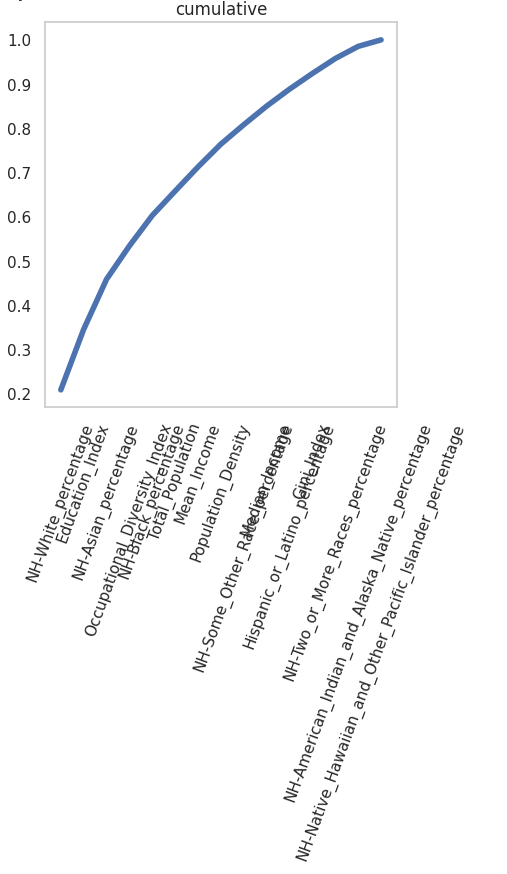 cumulative
1.0
0.9
0.8
0.7
0.6
0.5
0.4
0.3
0.2
NH-White_percentage
Education_Index
NH-Asian_percentage
Occupational_Diversity_Index
NH-Black_percentage
Total_Population
Mean_Income
Population_Density
NH-Some_Other_Race_percentage
Median_Income
Hispanic_or_Latino_percentage
Gini_Index
NH-Two_or_More_Races_percentage
NH-American_Indian_and_Alaska_Native_percentage
NH-Native_Hawaiian_and_Other_Pacific_Islander_percentage